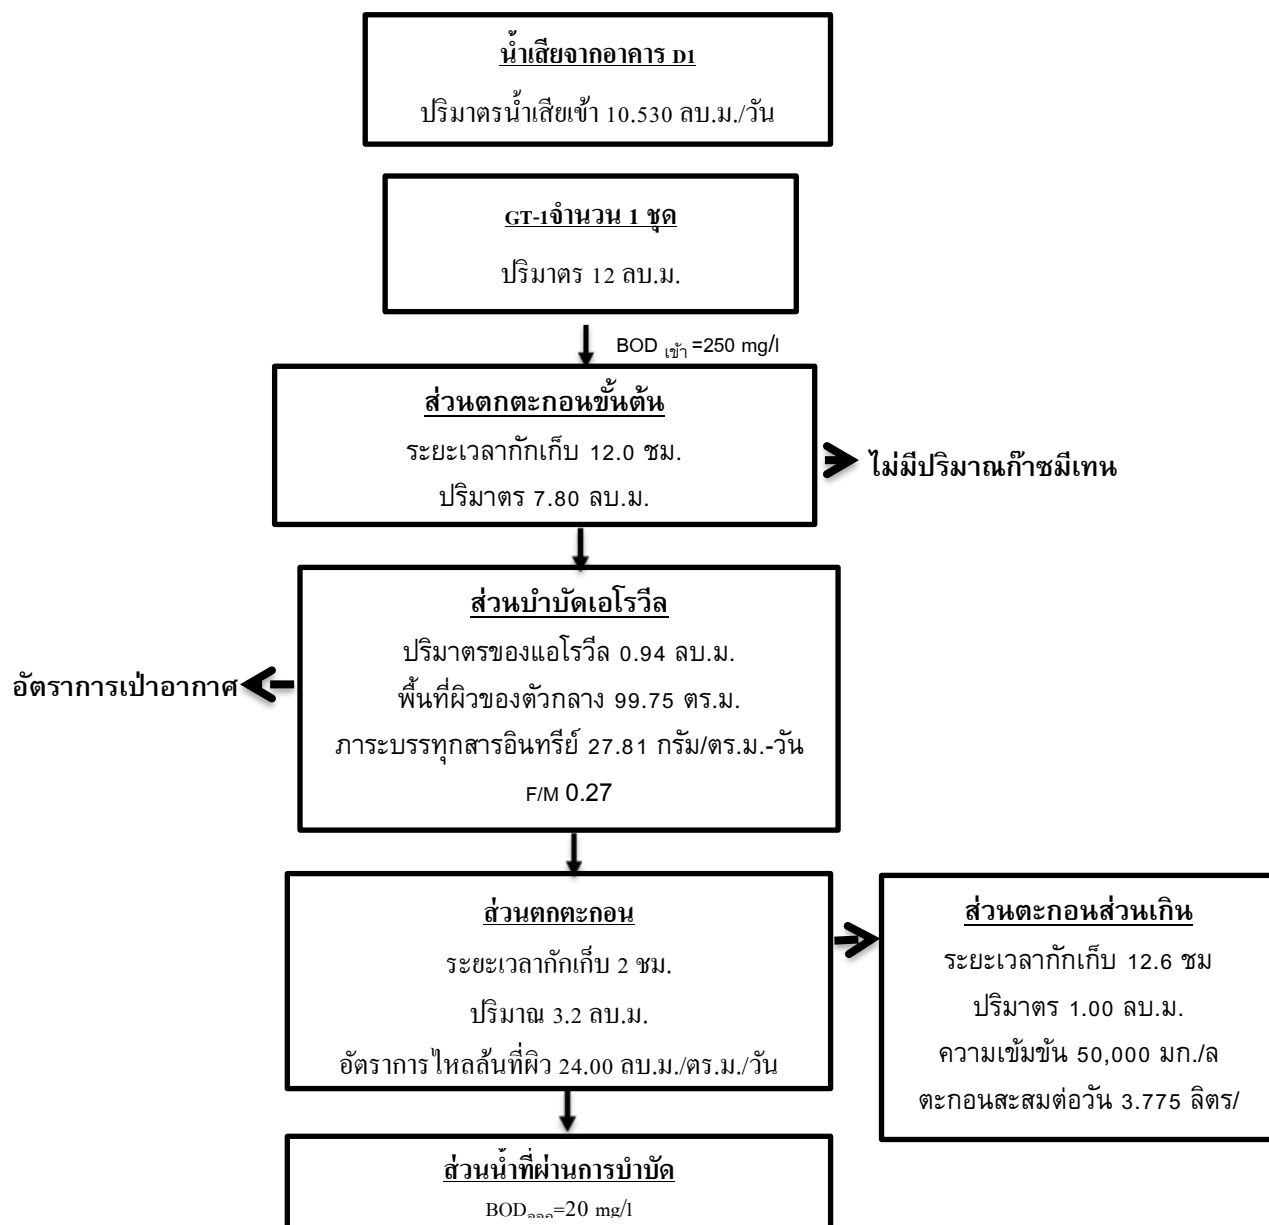 น้ำเสียจากอาคาร D1
ปริมาตรน้ำเสียเข้า 10.530 ลบ.ม./วัน
GT-1จำนวน 1 ชุด
ปริมาตร 12 ลบ.ม.
BOD เข้า =250 mg/l
ส่วนตกตะกอนขั้นต้น
ระยะเวลากักเก็บ 12.0 ชม.
ปริมาตร 7.80 ลบ.ม.
ไม่มีปริมาณก๊าซมีเทน
ส่วนบำบัดเอโรวีล
ปริมาตรของแอโรวีล 0.94 ลบ.ม.
พื้นที่ผิวของตัวกลาง 99.75 ตร.ม.
ภาระบรรทุกสารอินทรีย์ 27.81 กรัม/ตร.ม.-วัน
F/M 0.27
อัตราการเป่าอากาศ
ส่วนตกตะกอน
ระยะเวลากักเก็บ 2 ชม.
ปริมาณ 3.2 ลบ.ม.
อัตราการไหลล้นที่ผิว 24.00 ลบ.ม./ตร.ม./วัน
ส่วนตะกอนส่วนเกิน
ระยะเวลากักเก็บ 12.6 ชม
ปริมาตร 1.00 ลบ.ม.
ความเข้มข้น 50,000 มก./ล
ตะกอนสะสมต่อวัน 3.775 ลิตร/
ส่วนน้ำที่ผ่านการบำบัด
BODออก=20 mg/l